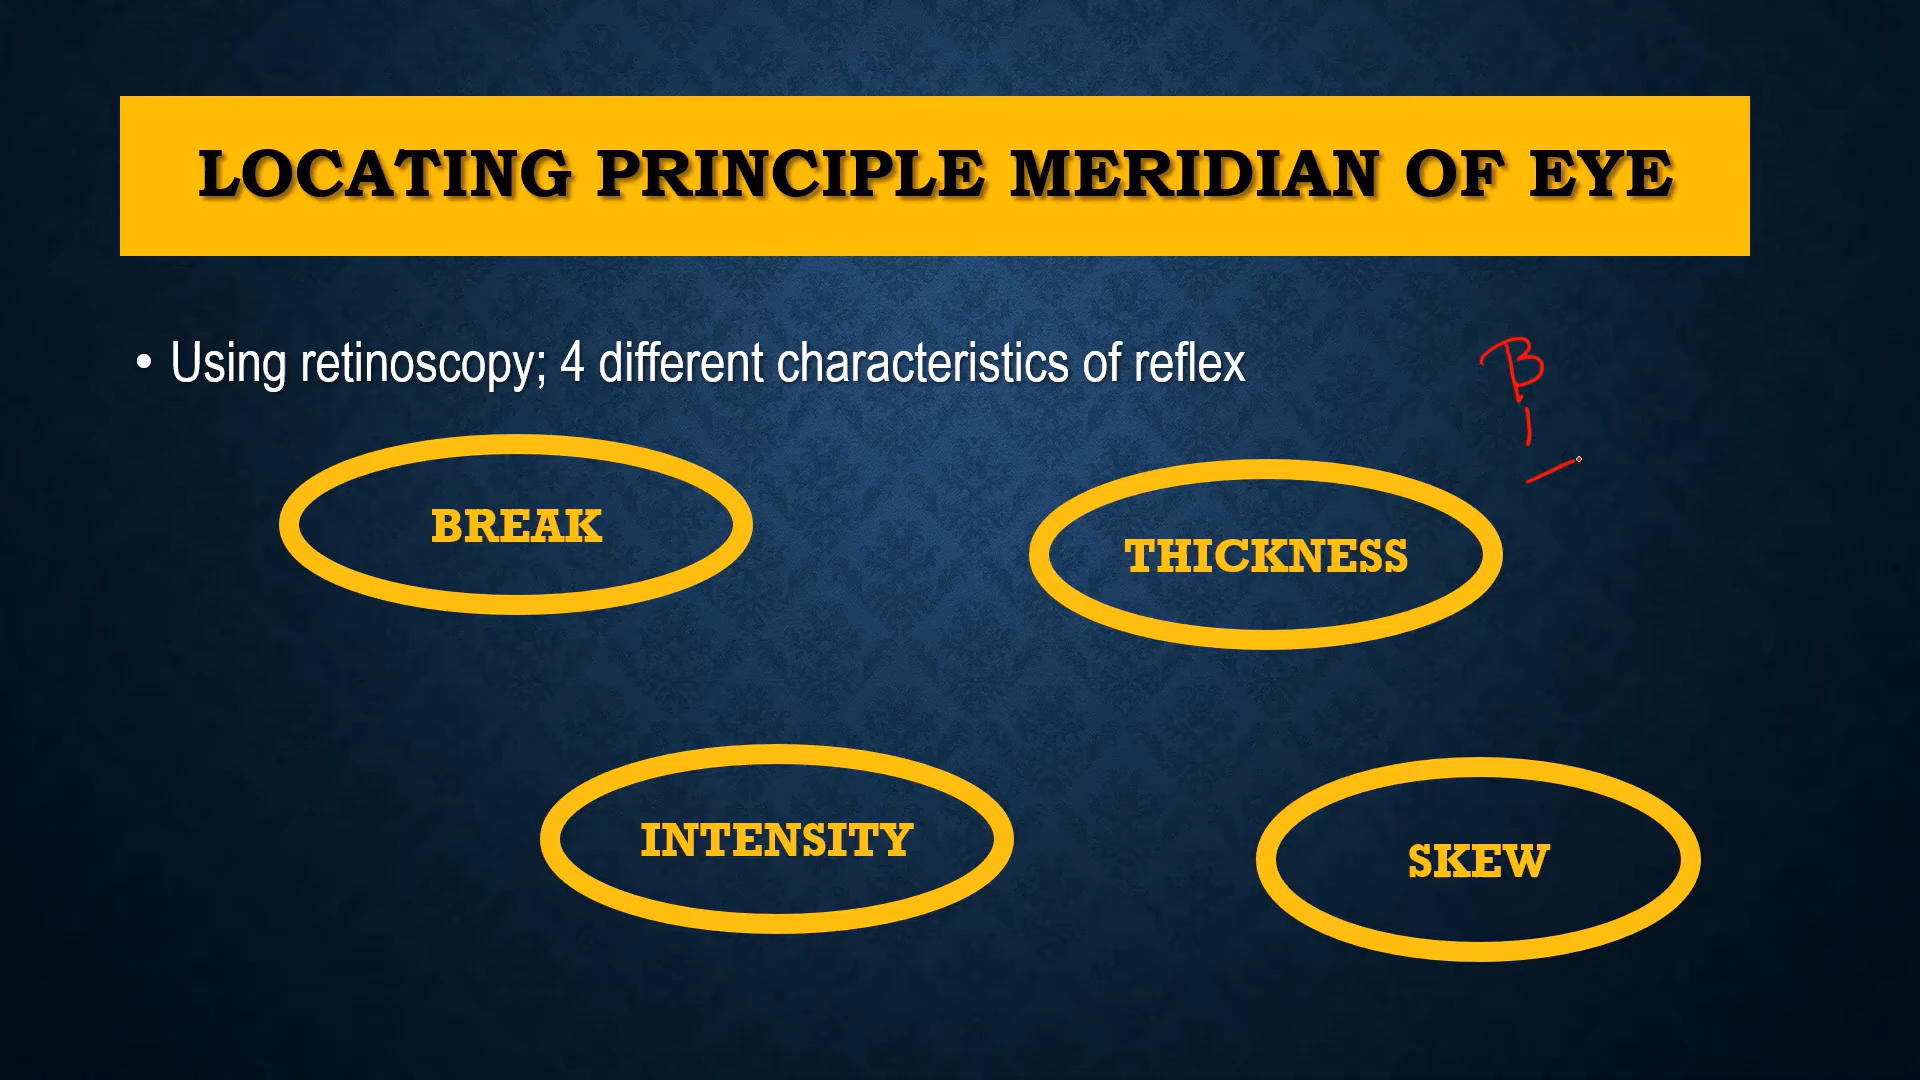 LOCATING PRINCIPLE MERIDIAN OF EYE
• Using retinoscopy; 4 different characteristics of reflex
B
I
BREAK
THICKNESS
INTENSITY
SKEW